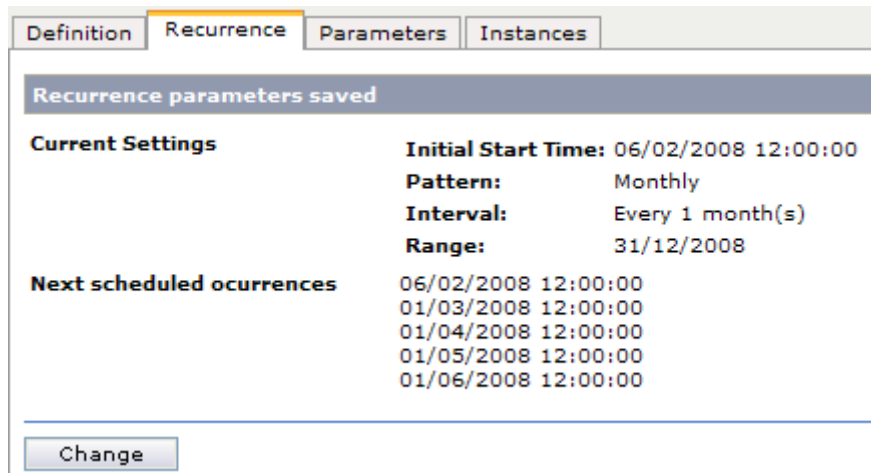 Definition Recurrence Parameters Instances
Recurrence parameters saved
Current Settings
Initial Start Time: 06/02/2008 12:00:00
Pattern: Monthly
Interval: Every 1 month(s)
Range: 31/12/2008
Next scheduled ocurrences 06/02/2008 12:00:00
01/03/2008 12:00:00
01/04/2008 12:00:00
01/05/2008 12:00:00
01/06/2008 12:00:00
Change